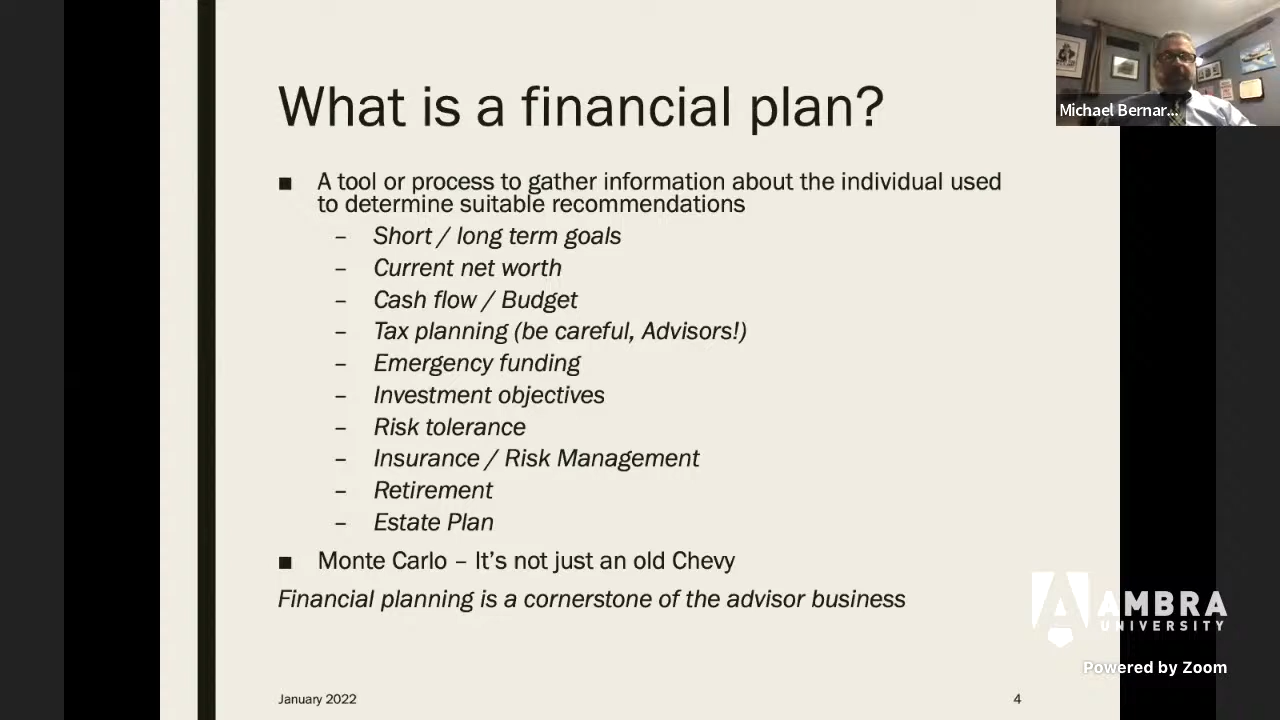 What is a financial plan?
Michael Bernar...
■ A tool or process to gather information about the individual used
to determine suitable recommendations
– Short / long term goals
– Current net worth
– Cash flow / Budget
– Tax planning (be careful, Advisors!)
– Emergency funding
– Investment objectives
– Risk tolerance
– Insurance / Risk Management
– Retirement
– Estate Plan
■ Monte Carlo – It’s not just an old Chevy
Financial planning is a cornerstone of the advisor business
AMBRA
UNIVERSITY
Powered by Zoom
January 2022
4